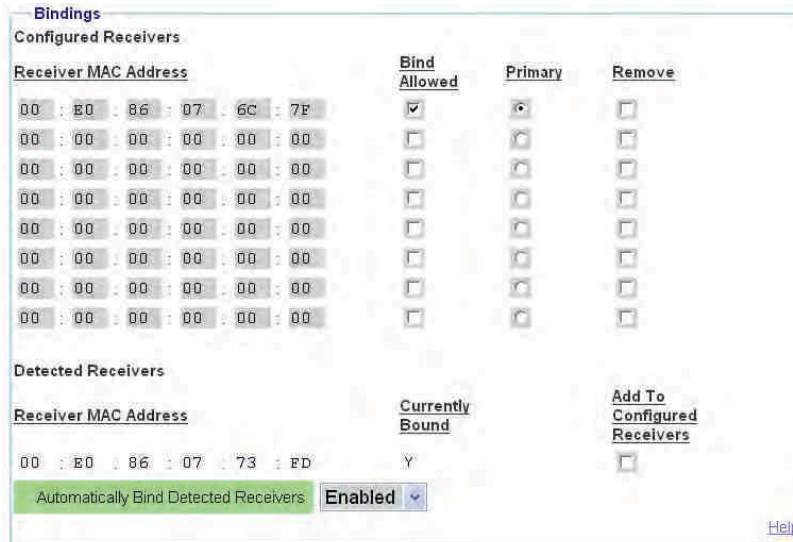 Bindings
Configured Receivers
Receiver MAC Address Bind Allowed Primary Remove
00 : E0 : 86 : 07 : 6C : 7F
00 : 00 : 00 : 00 : 00 : 00
00 : 00 : 00 : 00 : 00 : 00
00 : 00 : 00 : 00 : 00 : 00
00 : 00 : 00 : 00 : 00 : 00
00 : 00 : 00 : 00 : 00 : 00
00 : 00 : 00 : 00 : 00 : 00
00 : 00 : 00 : 00 : 00 : 00
Detected Receivers
Receiver MAC Address Currently Bound Add To Configured Receivers
00 : E0 : 86 : 07 : 73 : FD Y
Automatically Bind Detected Receivers Enabled
Help